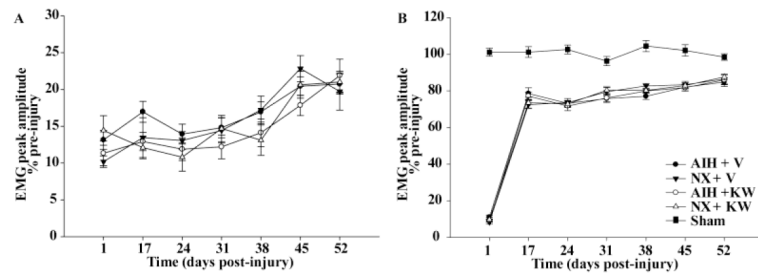 A
EMG peak amplitude
% pre-injury
30
25
20
15
10
5
0
1 17 24 31 38 45 52
Time (days post-injury)
B
EMG peak amplitude
% pre-injury
120
100
80
60
40
20
0
1 17 24 31 38 45 52
Time (days post-injury)
AIH + V
NX + V
AIH +KW
NX + KW
Sham